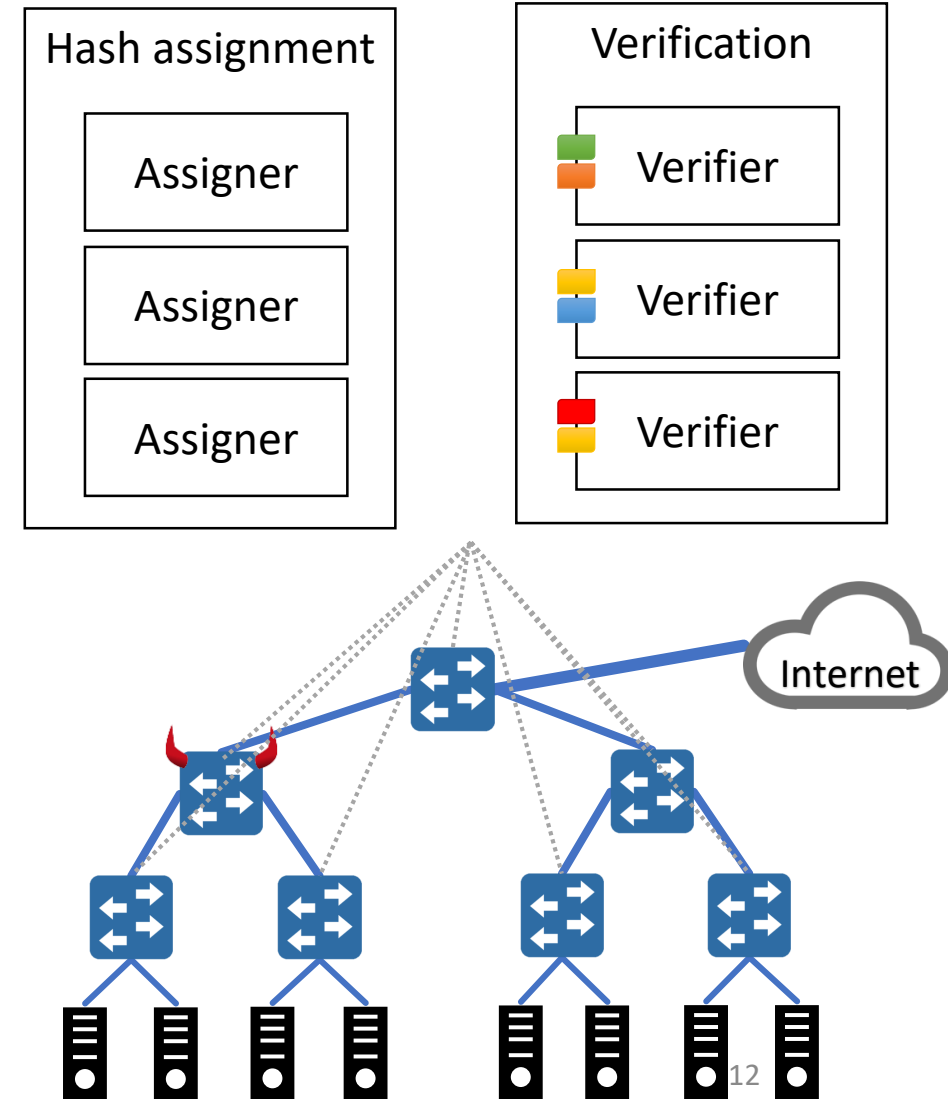 Hash assignment
Assigner
Assigner
Assigner
Verification
Verifier
Verifier
Verifier
Internet
12